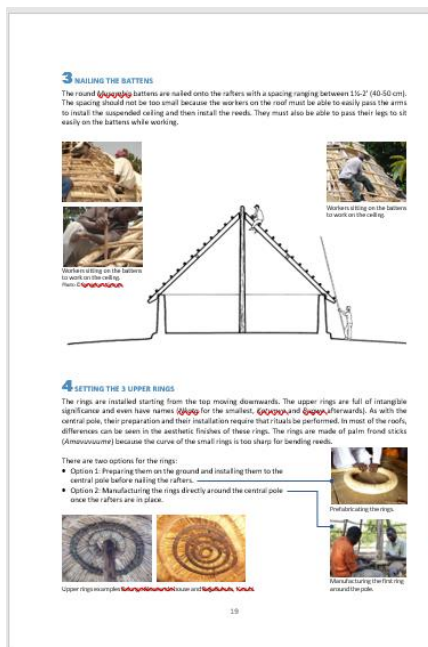 3 NAILING THE BATTENS
The round battens are nailed onto the rafters with a spacing ranging between 1½-2' (40-50 cm).
The spacing should not be too small because the workers on the roof must be able to easily pass the arms
to install the suspended ceiling and then install the reeds. They must also be able to pass their legs to sit
easily on the battens while working.
Workers sitting on the battens
to work on the ceiling.
Workers sitting on the battens
to work on the ceiling.
4 SETTING THE 3 UPPER RINGS
The rings are installed starting from the top moving downwards. The upper rings are full of intangible
significance and even have names ( for the smallest, and afterwards). As with the
central pole, their preparation and their installation require that rituals be performed. In most of the roofs,
differences can be seen in the aesthetic finishes of these rings. The rings are made of palm frond sticks
because the curve of the small rings is too sharp for bending reeds.
There are two options for the rings:
• Option 1: Preparing them on the ground and installing them to the
central pole before nailing the rafters.
• Option 2: Manufacturing the rings directly around the central pole
once the rafters are in place.
Prefabricating the rings.
Manufacturing the first ring
around the pole.
Upper rings examples house and
19